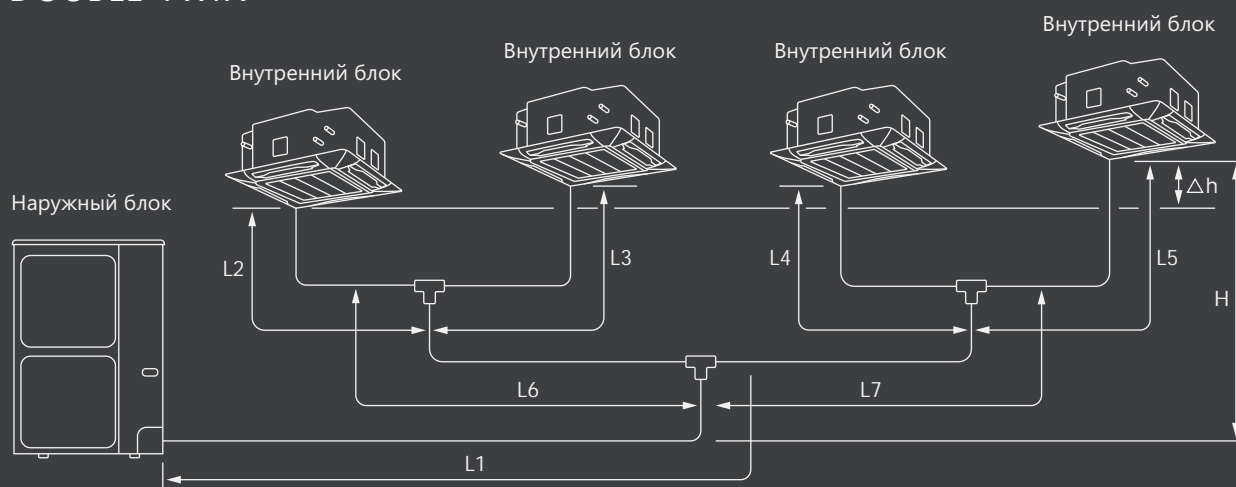 DOUBLE TWIN
Внутренний блок
Внутренний блок
Внутренний блок
Внутренний блок
Наружный блок
△h
L2
L3
L4
L5
H
L6
L7
L1